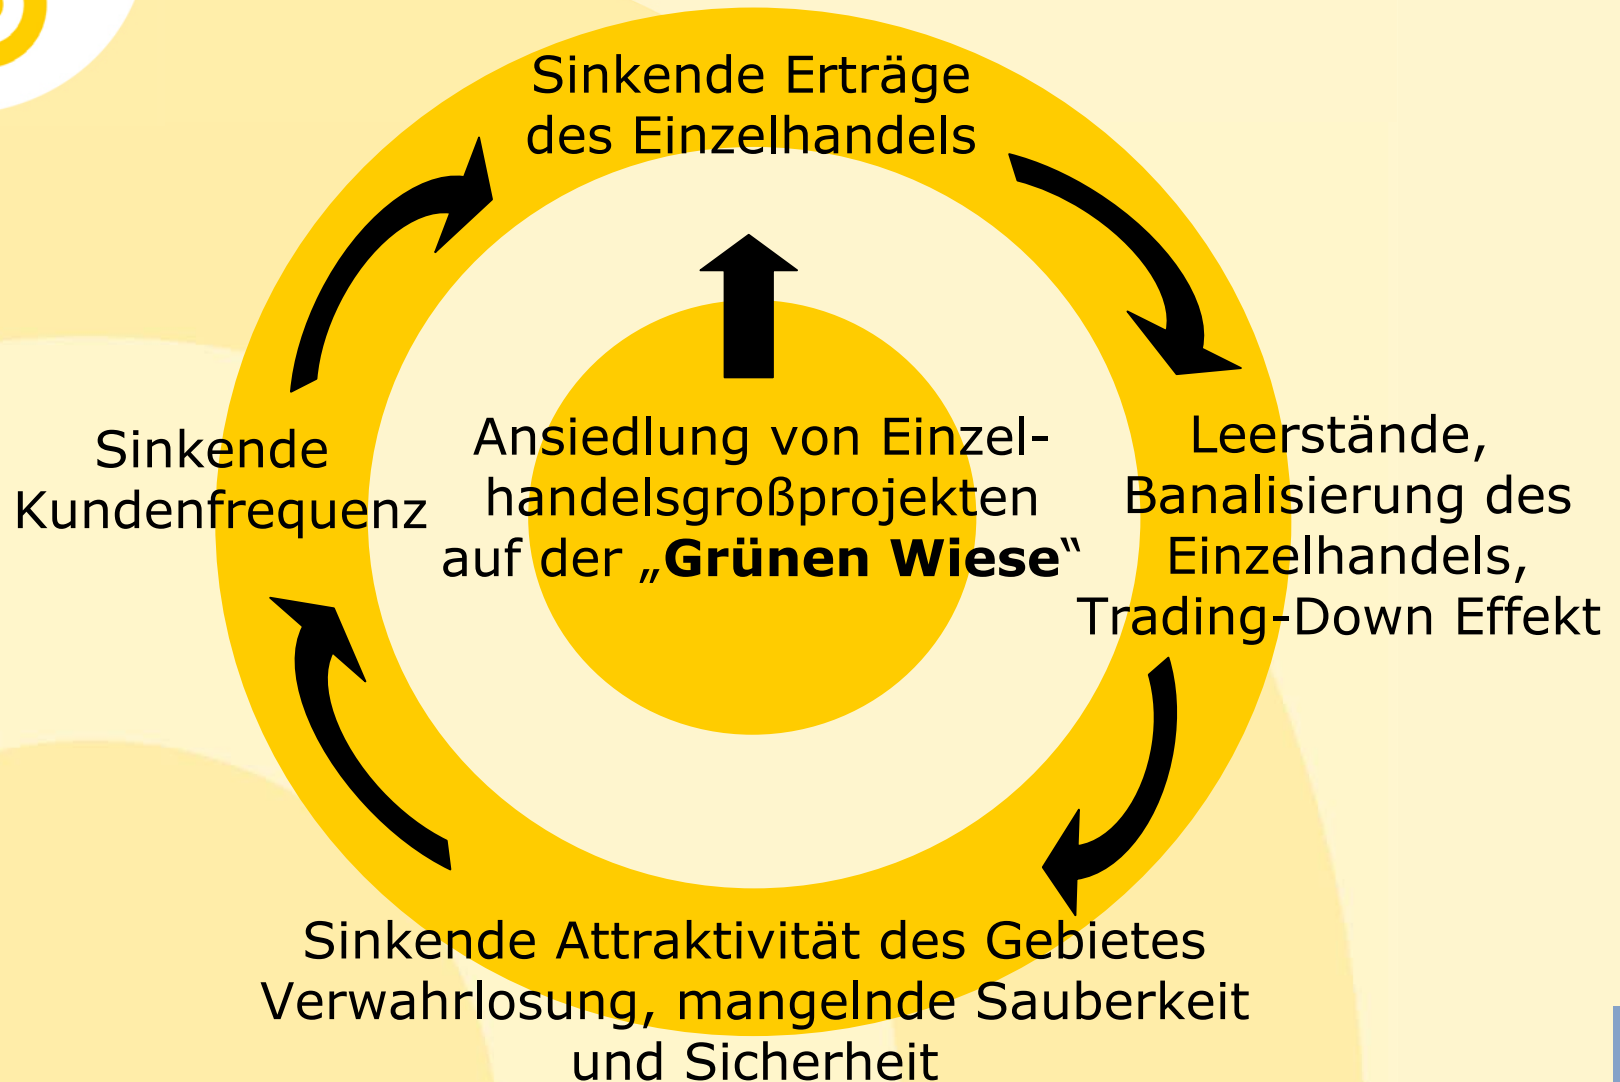 Sinkende Erträge
des Einzelhandels
Sinkende
Kundenfrequenz
Ansiedlung von Einzel-
handelsgroßprojekten
auf der „Grünen Wiese“
Leerstände,
Banalisierung des
Einzelhandels,
Trading-Down Effekt
Sinkende Attraktivität des Gebietes
Verwahrlosung, mangelnde Sauberkeit
und Sicherheit